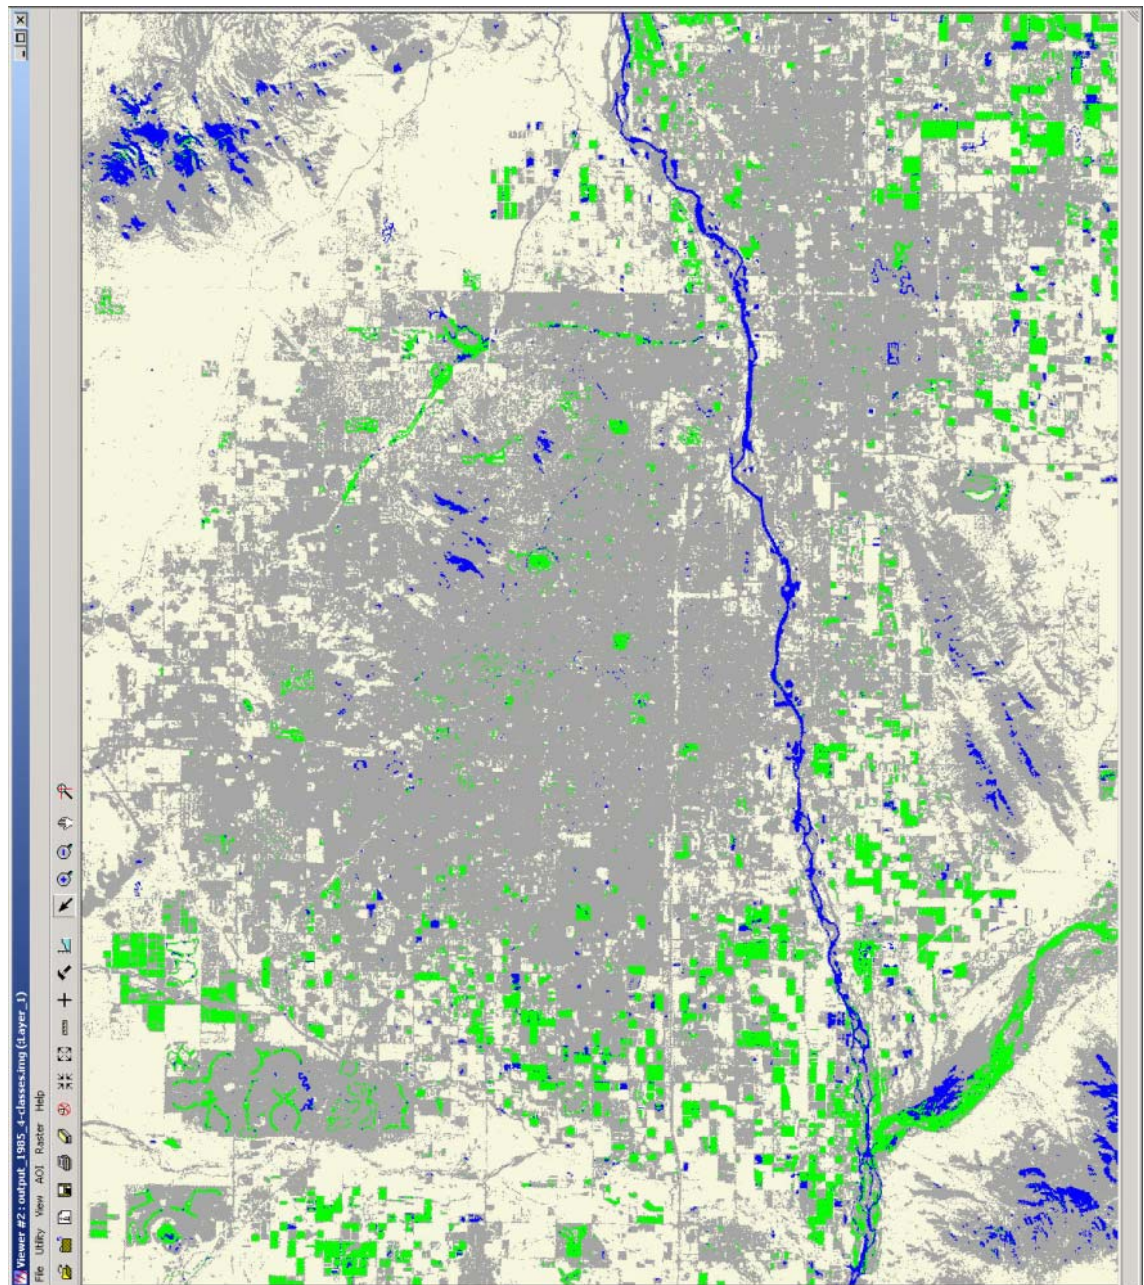 Viewer #2 : output_1985_4-classes.img (:Layer_1)
File Utility View AOI Raster Help